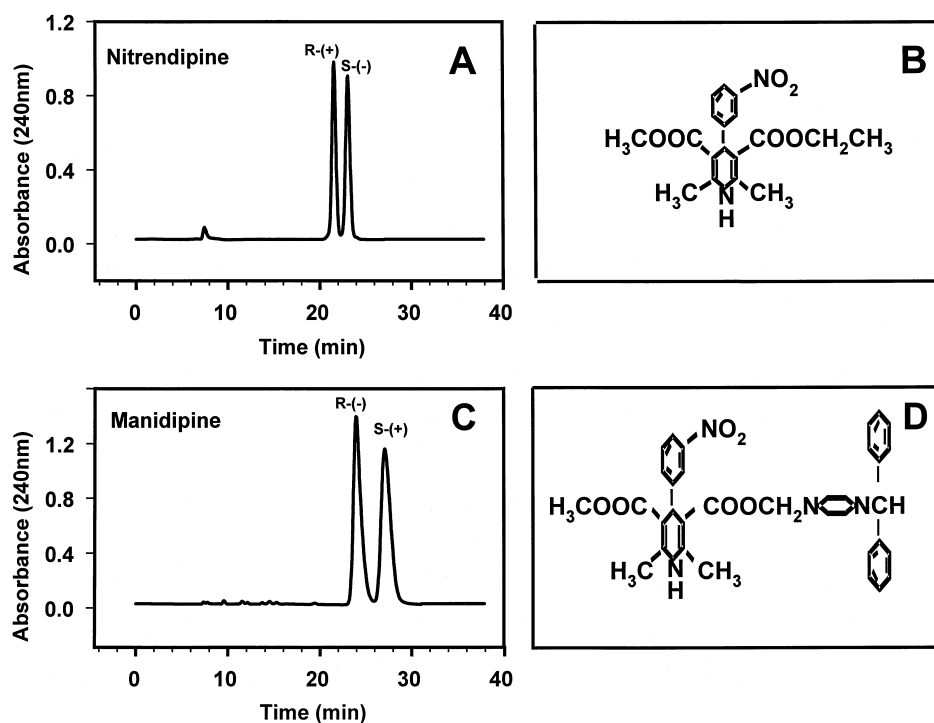 Nitrendipine
R-(+)
S-(-)
A
1.2
0.8
0.4
0.0
Absorbance (240nm)
0 10 20 30 40
Time (min)
B
NO2
H3COOC COOCH2CH3
H3C N CH3
H
Manidipine
R-(-)
S-(+)
C
1.2
0.8
0.4
0.0
Absorbance (240nm)
0 10 20 30 40
Time (min)
D
NO2
H3COOC COOCH2N NCH
H3C N CH3
H